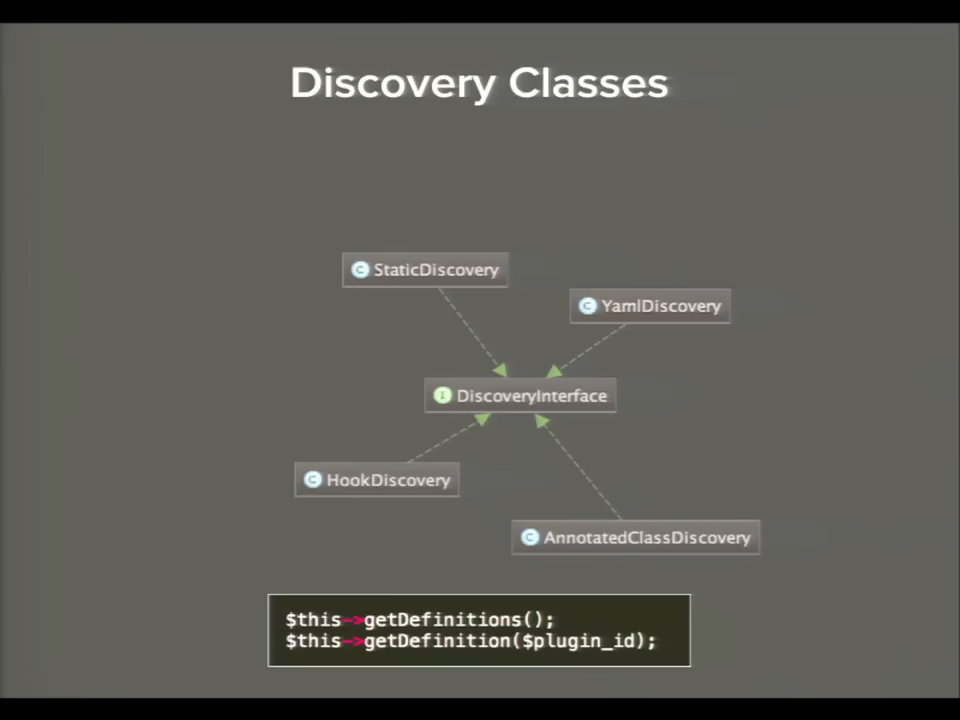 Discovery Classes
C StaticDiscovery
C YamlDiscovery
I DiscoveryInterface
C HookDiscovery
C AnnotatedClassDiscovery
$this->getDefinitions();
$this->getDefinition($plugin_id);